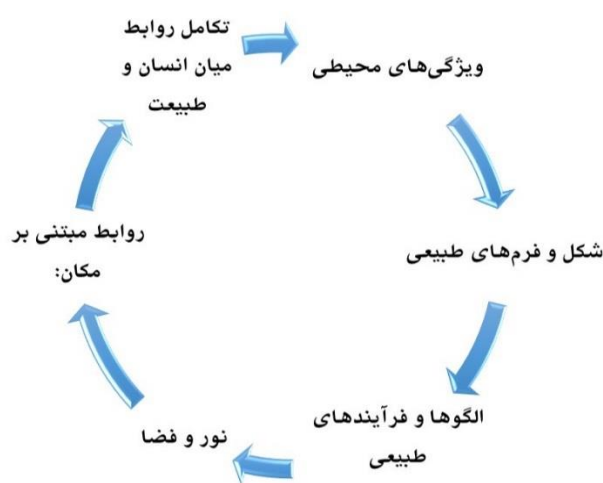 تکامل روابط
میان انسان و
طبیعت
ویژگی‌های محیطی
شکل و فرم‌های طبیعی
الگوها و فرآیندهای
طبیعی
نور و فضا
روابط مبتنی بر
مکان: